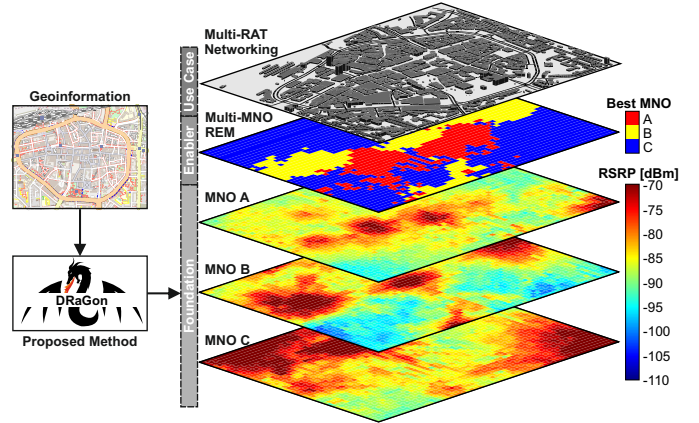 Multi-RAT
Networking
Use Case
Geoinformation
Multi-MNO
REM
Enabler
Best MNO
A
B
C
RSRP [dBm]
-70
-75
-80
-85
-90
-95
-100
-105
-110
MNO A
MNO B
MNO C
Foundation
DRaGon
Proposed Method